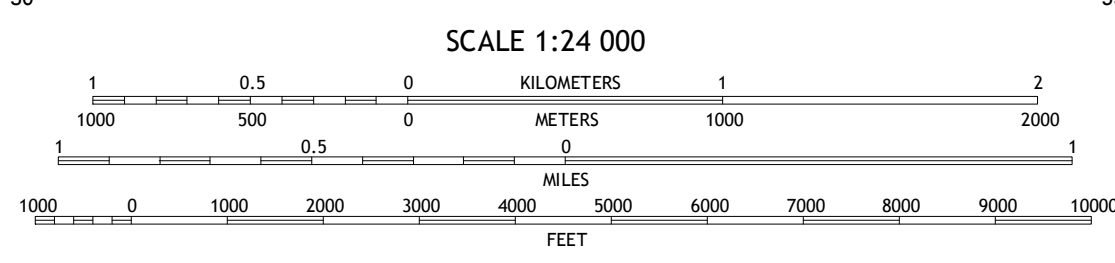 SCALE 1:24 000
1 0.5 0 KILOMETERS 1 2
1000 500 0 METERS 1000 2000
1 0.5 0 1
MILES
1000 0 1000 2000 3000 4000 5000 6000 7000 8000 9000 10000
FEET